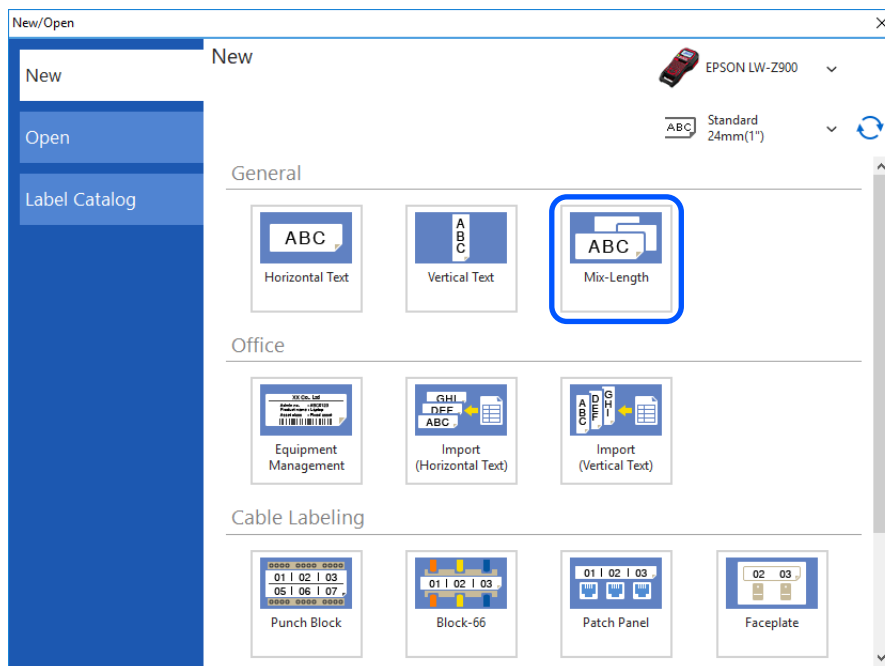 New/Open
New
Open
Label Catalog
New
EPSON LW-Z900
ABC
Standard
24mm(1")
General
ABC
Horizontal Text
A
B
C
Vertical Text
ABC
Mix-Length
Office
XX Co., Ltd
Equipment
Management
GHI
DEF
ABC
Import
(Horizontal Text)
A
B
C
D
E
F
G
H
I
Import
(Vertical Text)
Cable Labeling
01 | 02 | 03
05 | 06 | 07
Punch Block
01 | 02 | 03
Block-66
01 | 02 | 03
Patch Panel
02 03
Faceplate